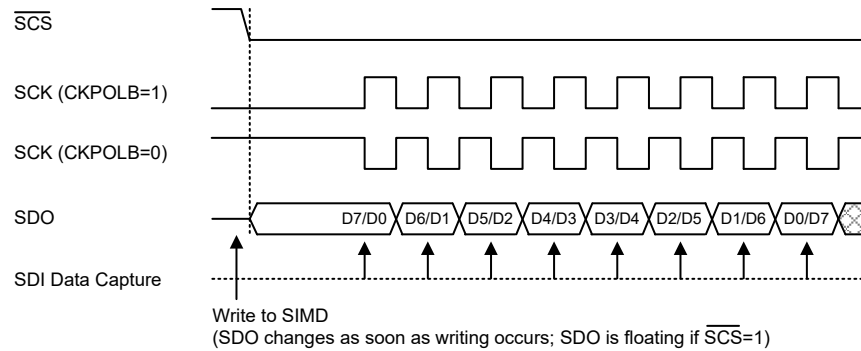 SCS
SCK (CKPOLB=1)
SCK (CKPOLB=0)
SDO D7/D0 D6/D1 D5/D2 D4/D3 D3/D4 D2/D5 D1/D6 D0/D7
SDI Data Capture
Write to SIMD
(SDO changes as soon as writing occurs; SDO is floating if SCS=1)